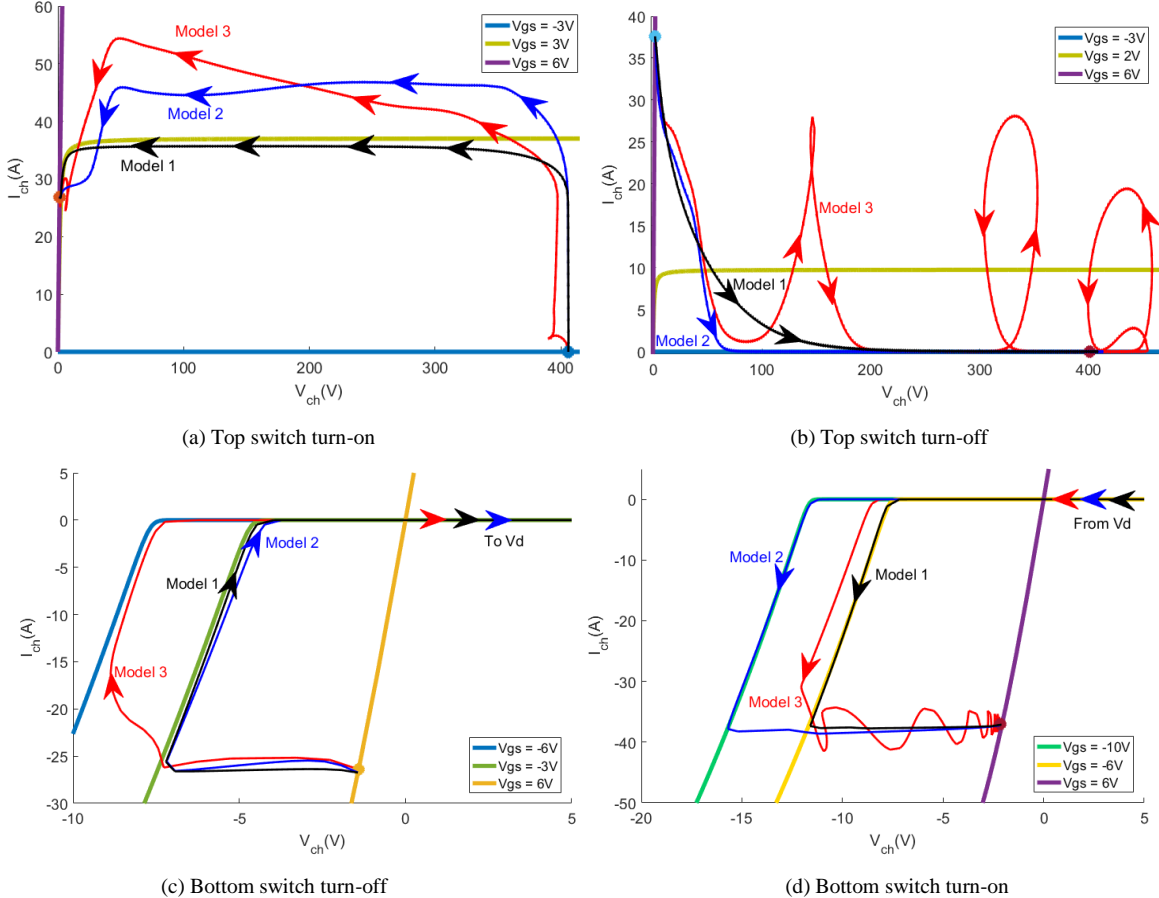 60
50
40
30
20
10
0
I_ch(A)
0
100
200
300
400
V_ch(V)
Model 3
Model 2
Model 1
Vgs = -3V
Vgs = 3V
Vgs = 6V
(a) Top switch turn-on
40
35
30
25
20
15
10
5
0
I_ch(A)
0
100
200
300
400
V_ch(V)
Model 3
Model 1
Model 2
Vgs = -3V
Vgs = 2V
Vgs = 6V
(b) Top switch turn-off
5
0
-5
-10
-15
-20
-25
-30
I_ch(A)
-10
-5
0
5
V_ch(V)
To Vd
Model 2
Model 1
Model 3
Vgs = -6V
Vgs = -3V
Vgs = 6V
(c) Bottom switch turn-off
0
-10
-20
-30
-40
-50
I_ch(A)
-20
-15
-10
-5
0
5
V_ch(V)
From Vd
Model 2
Model 1
Model 3
Vgs = -10V
Vgs = -6V
Vgs = 6V
(d) Bottom switch turn-on